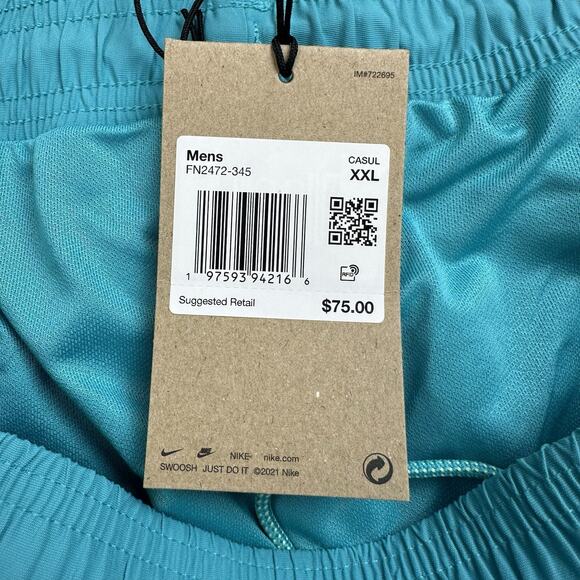 IM#722695
Mens CASUL
FN2472-345 XXL
1 97593 94216 6
RFID
Suggested Retail $75.00
NIKE nike.com
SWOOSH JUST DO IT ©2021 Nike